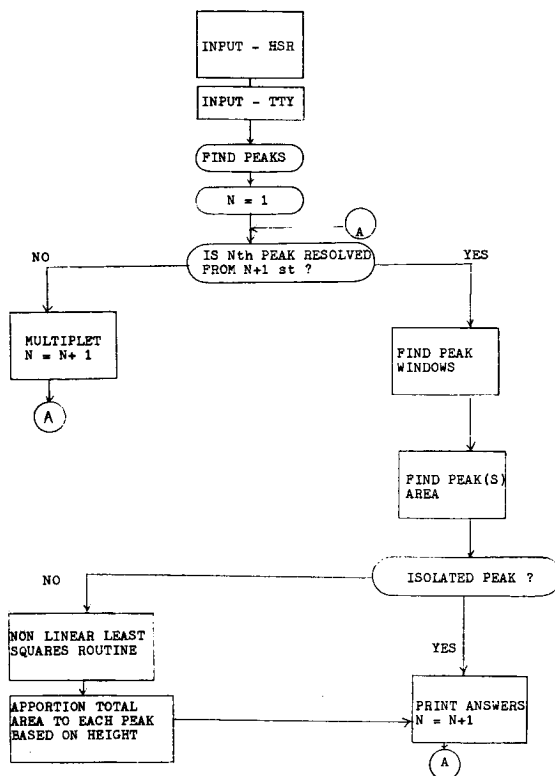 INPUT - HSR
INPUT - TTY
FIND PEAKS
N = 1
A
IS Nth PEAK RESOLVED
FROM N+1 st ?
NO
YES
MULTIPLET
N = N+ 1
A
FIND PEAK
WINDOWS
FIND PEAK(S)
AREA
ISOLATED PEAK ?
NO
YES
NON LINEAR LEAST
SQUARES ROUTINE
APPORTION TOTAL
AREA TO EACH PEAK
BASED ON HEIGHT
PRINT ANSWERS
N = N+1
A